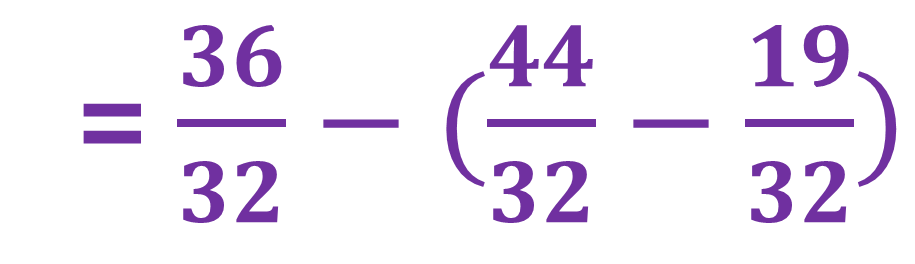 = 36/32 − (44/32 − 19/32)